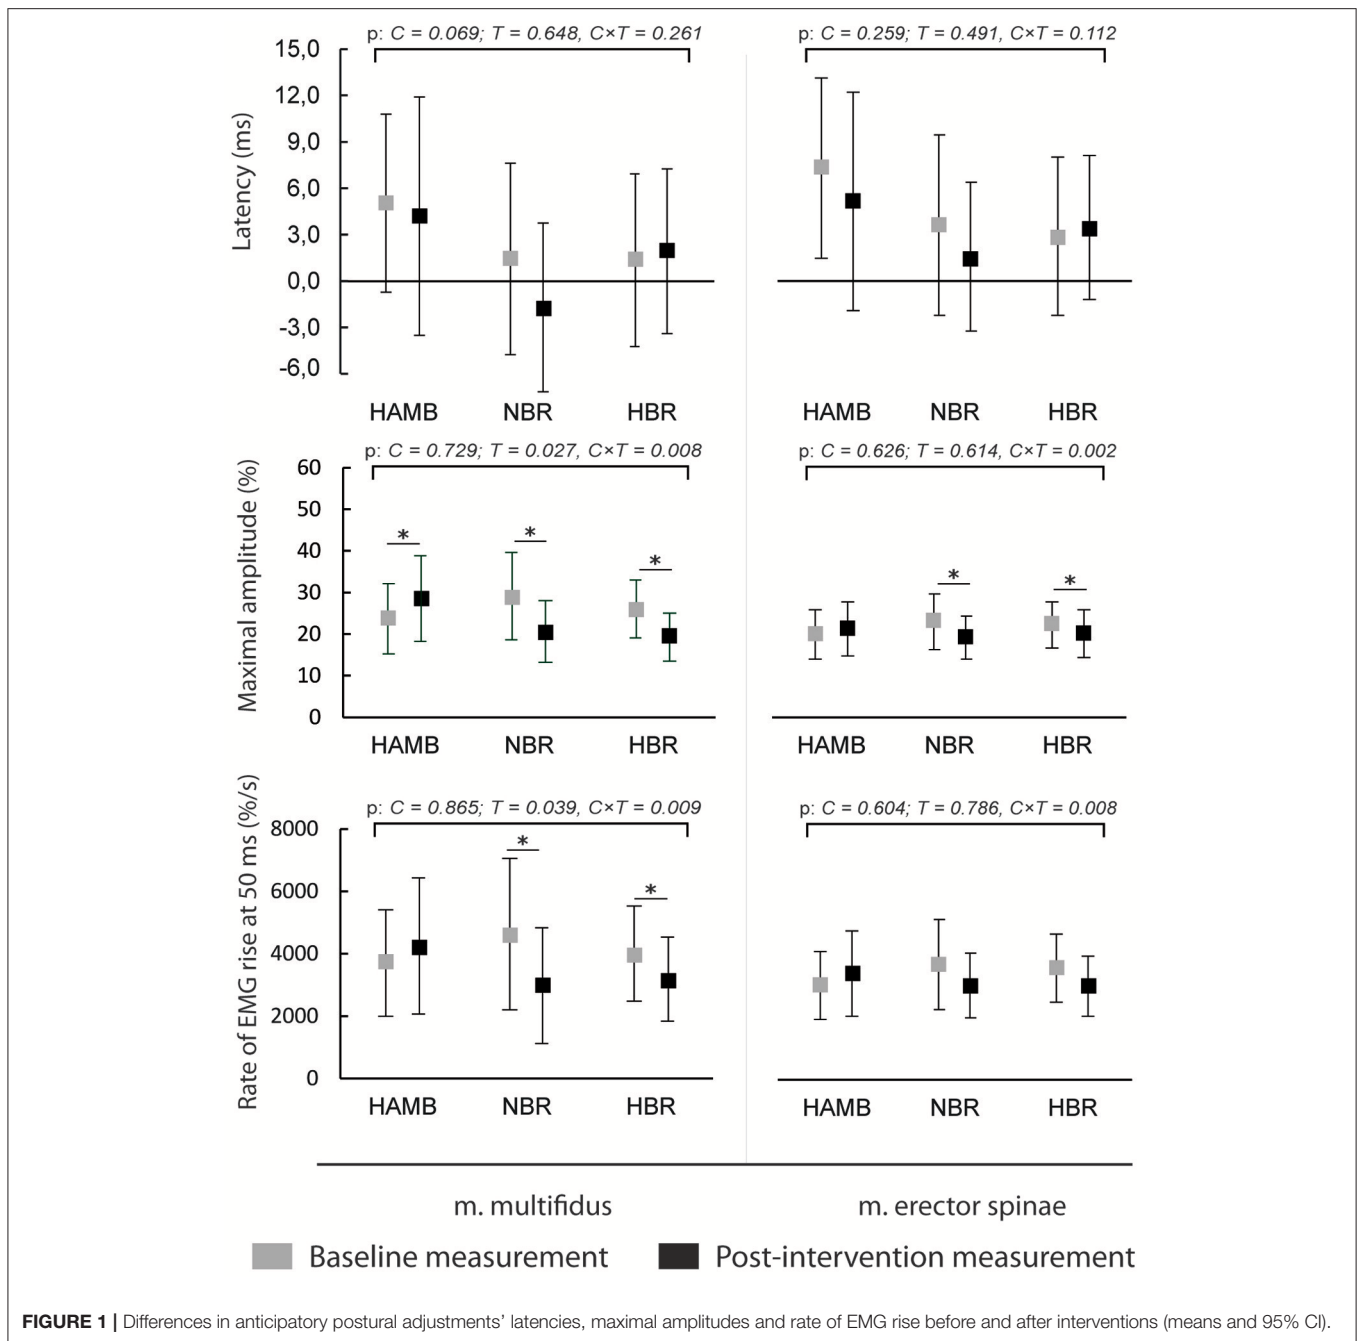 p: C = 0.069; T = 0.648, C×T = 0.261
p: C = 0.259; T = 0.491, C×T = 0.112
Latency (ms)
15,0
12,0
9,0
6,0
3,0
0,0
-3,0
-6,0
HAMB NBR HBR
HAMB NBR HBR
p: C = 0.729; T = 0.027, C×T = 0.008
p: C = 0.626; T = 0.614, C×T = 0.002
Maximal amplitude (%)
60
50
40
30
20
10
0
* * *
* *
HAMB NBR HBR
HAMB NBR HBR
p: C = 0.865; T = 0.039, C×T = 0.009
p: C = 0.604; T = 0.786, C×T = 0.008
Rate of EMG rise at 50 ms (%/s)
8000
6000
4000
2000
0
* *
HAMB NBR HBR
HAMB NBR HBR
m. multifidus
m. erector spinae
Baseline measurement
Post-intervention measurement
FIGURE 1 | Differences in anticipatory postural adjustments' latencies, maximal amplitudes and rate of EMG rise before and after interventions (means and 95% CI).